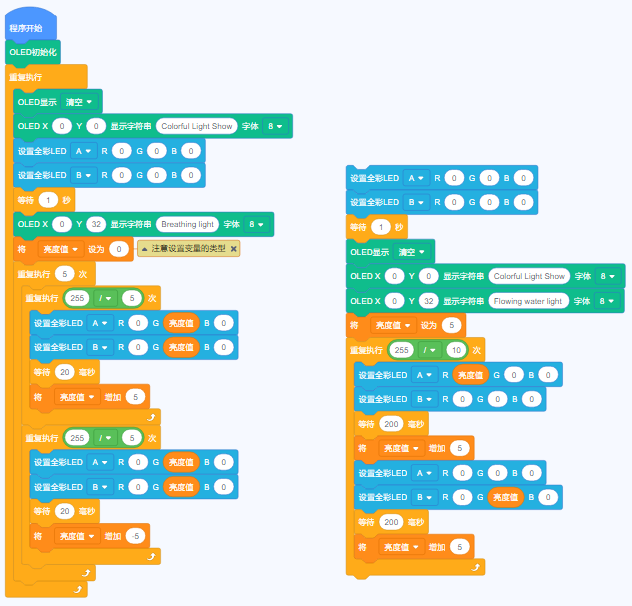 程序开始
OLED初始化
重复执行
OLED显示 清空
OLED X 0 Y 0 显示字符串 Colorful Light Show 字体 8
设置全彩LED A R 0 G 0 B 0
设置全彩LED B R 0 G 0 B 0
等待 1 秒
OLED X 0 Y 32 显示字符串 Breathing light 字体 8
将 亮度值 设为 0 注意设置变量的类型
重复执行 5 次
重复执行 255 / 5 次
设置全彩LED A R 0 G 亮度值 B 0
设置全彩LED B R 0 G 亮度值 B 0
等待 20 毫秒
将 亮度值 增加 5
重复执行 255 / 5 次
设置全彩LED A R 0 G 亮度值 B 0
设置全彩LED B R 0 G 亮度值 B 0
等待 20 毫秒
将 亮度值 增加 -5
设置全彩LED A R 0 G 0 B 0
设置全彩LED B R 0 G 0 B 0
等待 1 秒
OLED显示 清空
OLED X 0 Y 0 显示字符串 Colorful Light Show 字体 8
OLED X 0 Y 32 显示字符串 Flowing water light 字体 8
将 亮度值 设为 5
重复执行 255 / 10 次
设置全彩LED A R 亮度值 G 0 B 0
设置全彩LED B R 0 G 0 B 0
等待 200 毫秒
将 亮度值 增加 5
设置全彩LED A R 0 G 0 B 0
设置全彩LED B R 0 G 亮度值 B 0
等待 200 毫秒
将 亮度值 增加 5